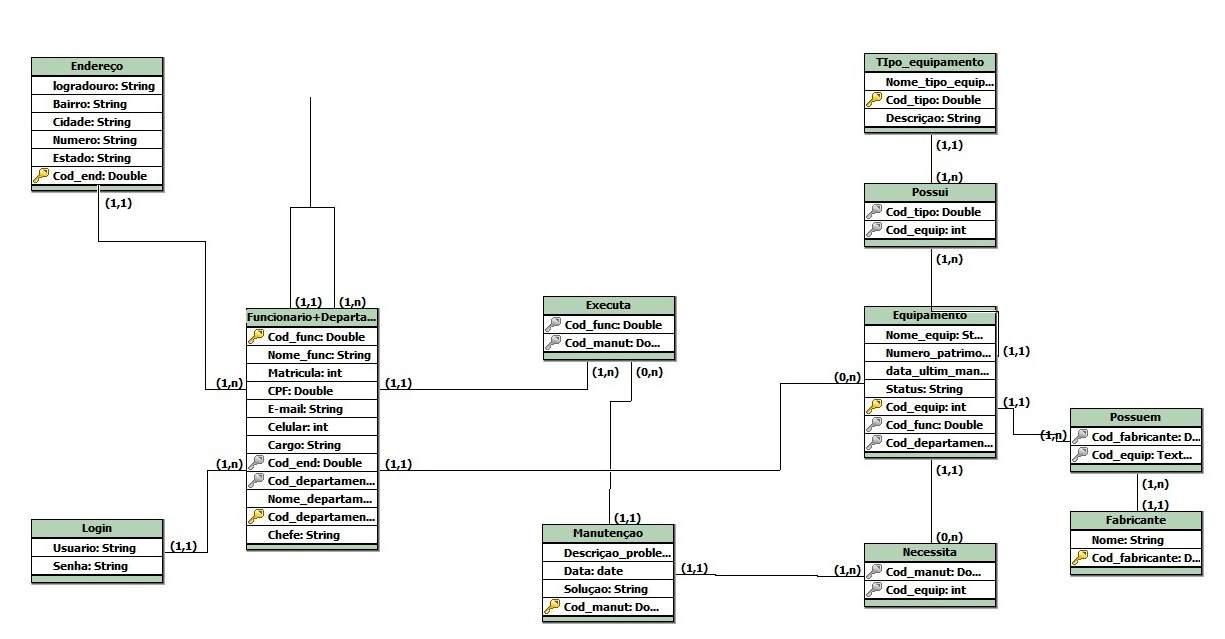 Endereço
logradouro: String
Bairro: String
Cidade: String
Numero: String
Estado: String
Cod_end: Double
(1,1)
TIpo_equipamento
Nome_tipo_equip...
Cod_tipo: Double
Descriçao: String
(1,1)
(1,n)
Possui
Cod_tipo: Double
Cod_equip: int
(1,n)
(1,1)
(1,n)
Funcionario+Departa...
Cod_func: Double
Nome_func: String
Matricula: int
CPF: Double
E-mail: String
Celular: int
Cargo: String
Cod_end: Double
Cod_departamen...
Nome_departam...
Cod_departamen...
Chefe: String
(1,n)
(1,1)
(1,n)
(1,1)
Executa
Cod_func: Double
Cod_manut: Do...
(1,n)
(0,n)
Equipamento
Nome_equip: St...
Numero_patrimo...
data_ultim_man...
Status: String
Cod_equip: int
Cod_func: Double
Cod_departamen...
(0,n)
(1,1)
(1,1)
(1,n)
(1,1)
Possuem
Cod_fabricante: D...
Cod_equip: Text...
(1,n)
(1,1)
Fabricante
Nome: String
Cod_fabricante: D...
Login
Usuario: String
Senha: String
(1,1)
(1,1)
Manutençao
Descriçao_proble...
Data: date
Soluçao: String
Cod_manut: Do...
(1,1)
(1,n)
(0,n)
Necessita
Cod_manut: Do...
Cod_equip: int